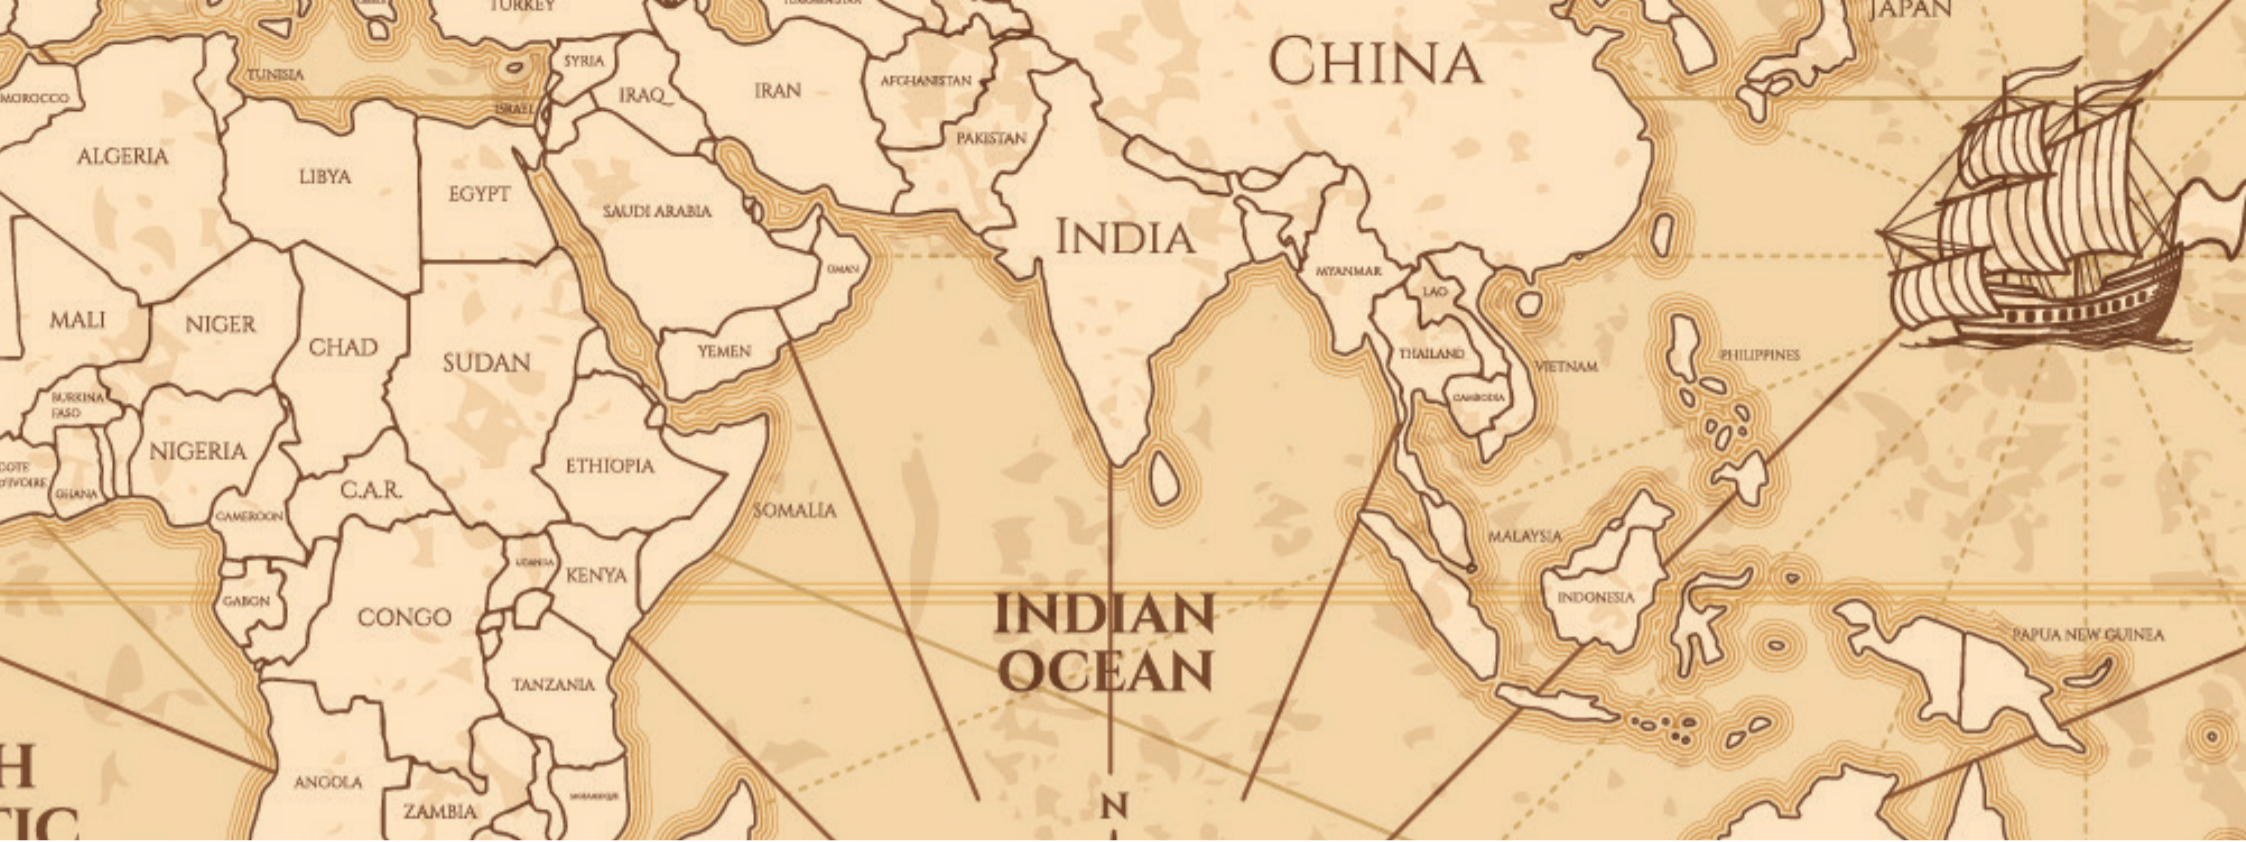 TURKEY
JAPAN
CHINA
TUNISIA
SYRIA
IRAQ
IRAN
AFGHANISTAN
MOROCCO
ISRAEL
PAKISTAN
ALGERIA
LIBYA
EGYPT
SAUDI ARABIA
INDIA
OMAN
MYANMAR
LAO
MALI
NIGER
CHAD
SUDAN
YEMEN
THAILAND
VIETNAM
PHILIPPINES
BURKINA
FASO
CAMBODIA
NIGERIA
ETHIOPIA
COTE
D'IVOIRE
GHANA
C.A.R.
CAMEROON
SOMALIA
MALAYSIA
UGANDA
KENYA
GABON
CONGO
INDONESIA
INDIAN
OCEAN
PAPUA NEW GUINEA
TANZANIA
H
TIC
ANGOLA
ZAMBIA
MOZAMBIQUE
N